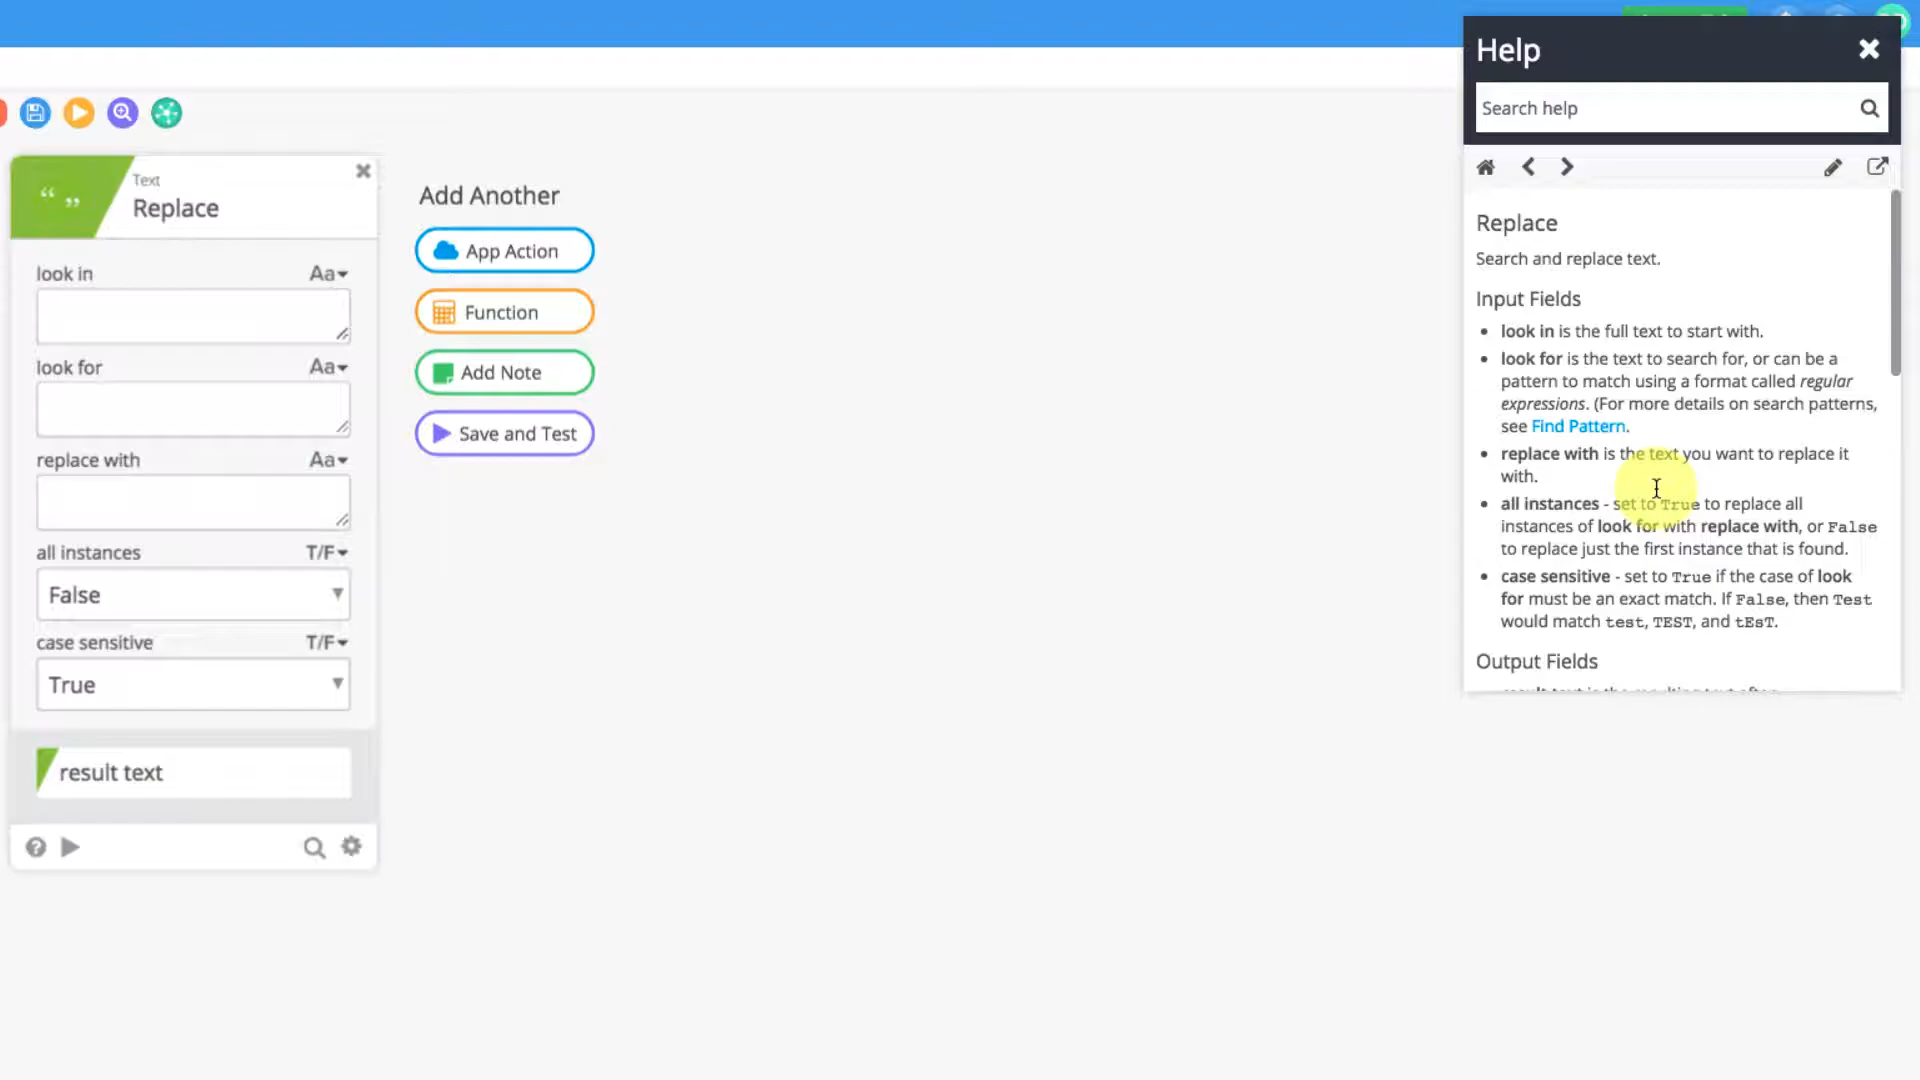 Help
Search help
“ ”
Text
Replace
look in
Aa
look for
Aa
replace with
Aa
all instances
T/F
False
case sensitive
T/F
True
result text
Add Another
App Action
Function
Add Note
Save and Test
Replace
Search and replace text.
Input Fields
look in is the full text to start with.
look for is the text to search for, or can be a
pattern to match using a format called regular
expressions. (For more details on search patterns,
see Find Pattern.
replace with is the text you want to replace it
with.
all instances - set to True to replace all
instances of look for with replace with, or False
to replace just the first instance that is found.
case sensitive - set to True if the case of look
for must be an exact match. If False, then Test
would match test, TEST, and tEsT.
Output Fields